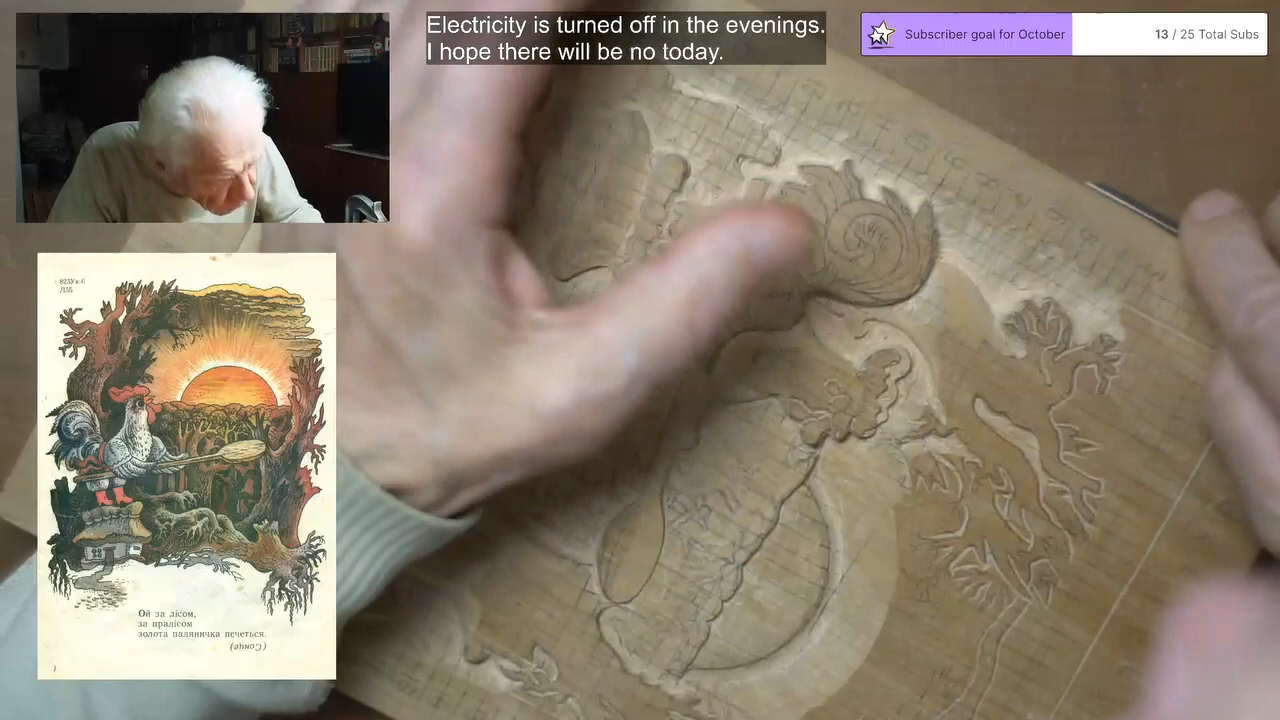 Electricity is turned off in the evenings.
I hope there will be no today.
Subscriber goal for October
13 / 25 Total Subs
823Ук-6
Л55
Ой за лісом,
за пралісом
золота паляничка печеться.
(Сонце)